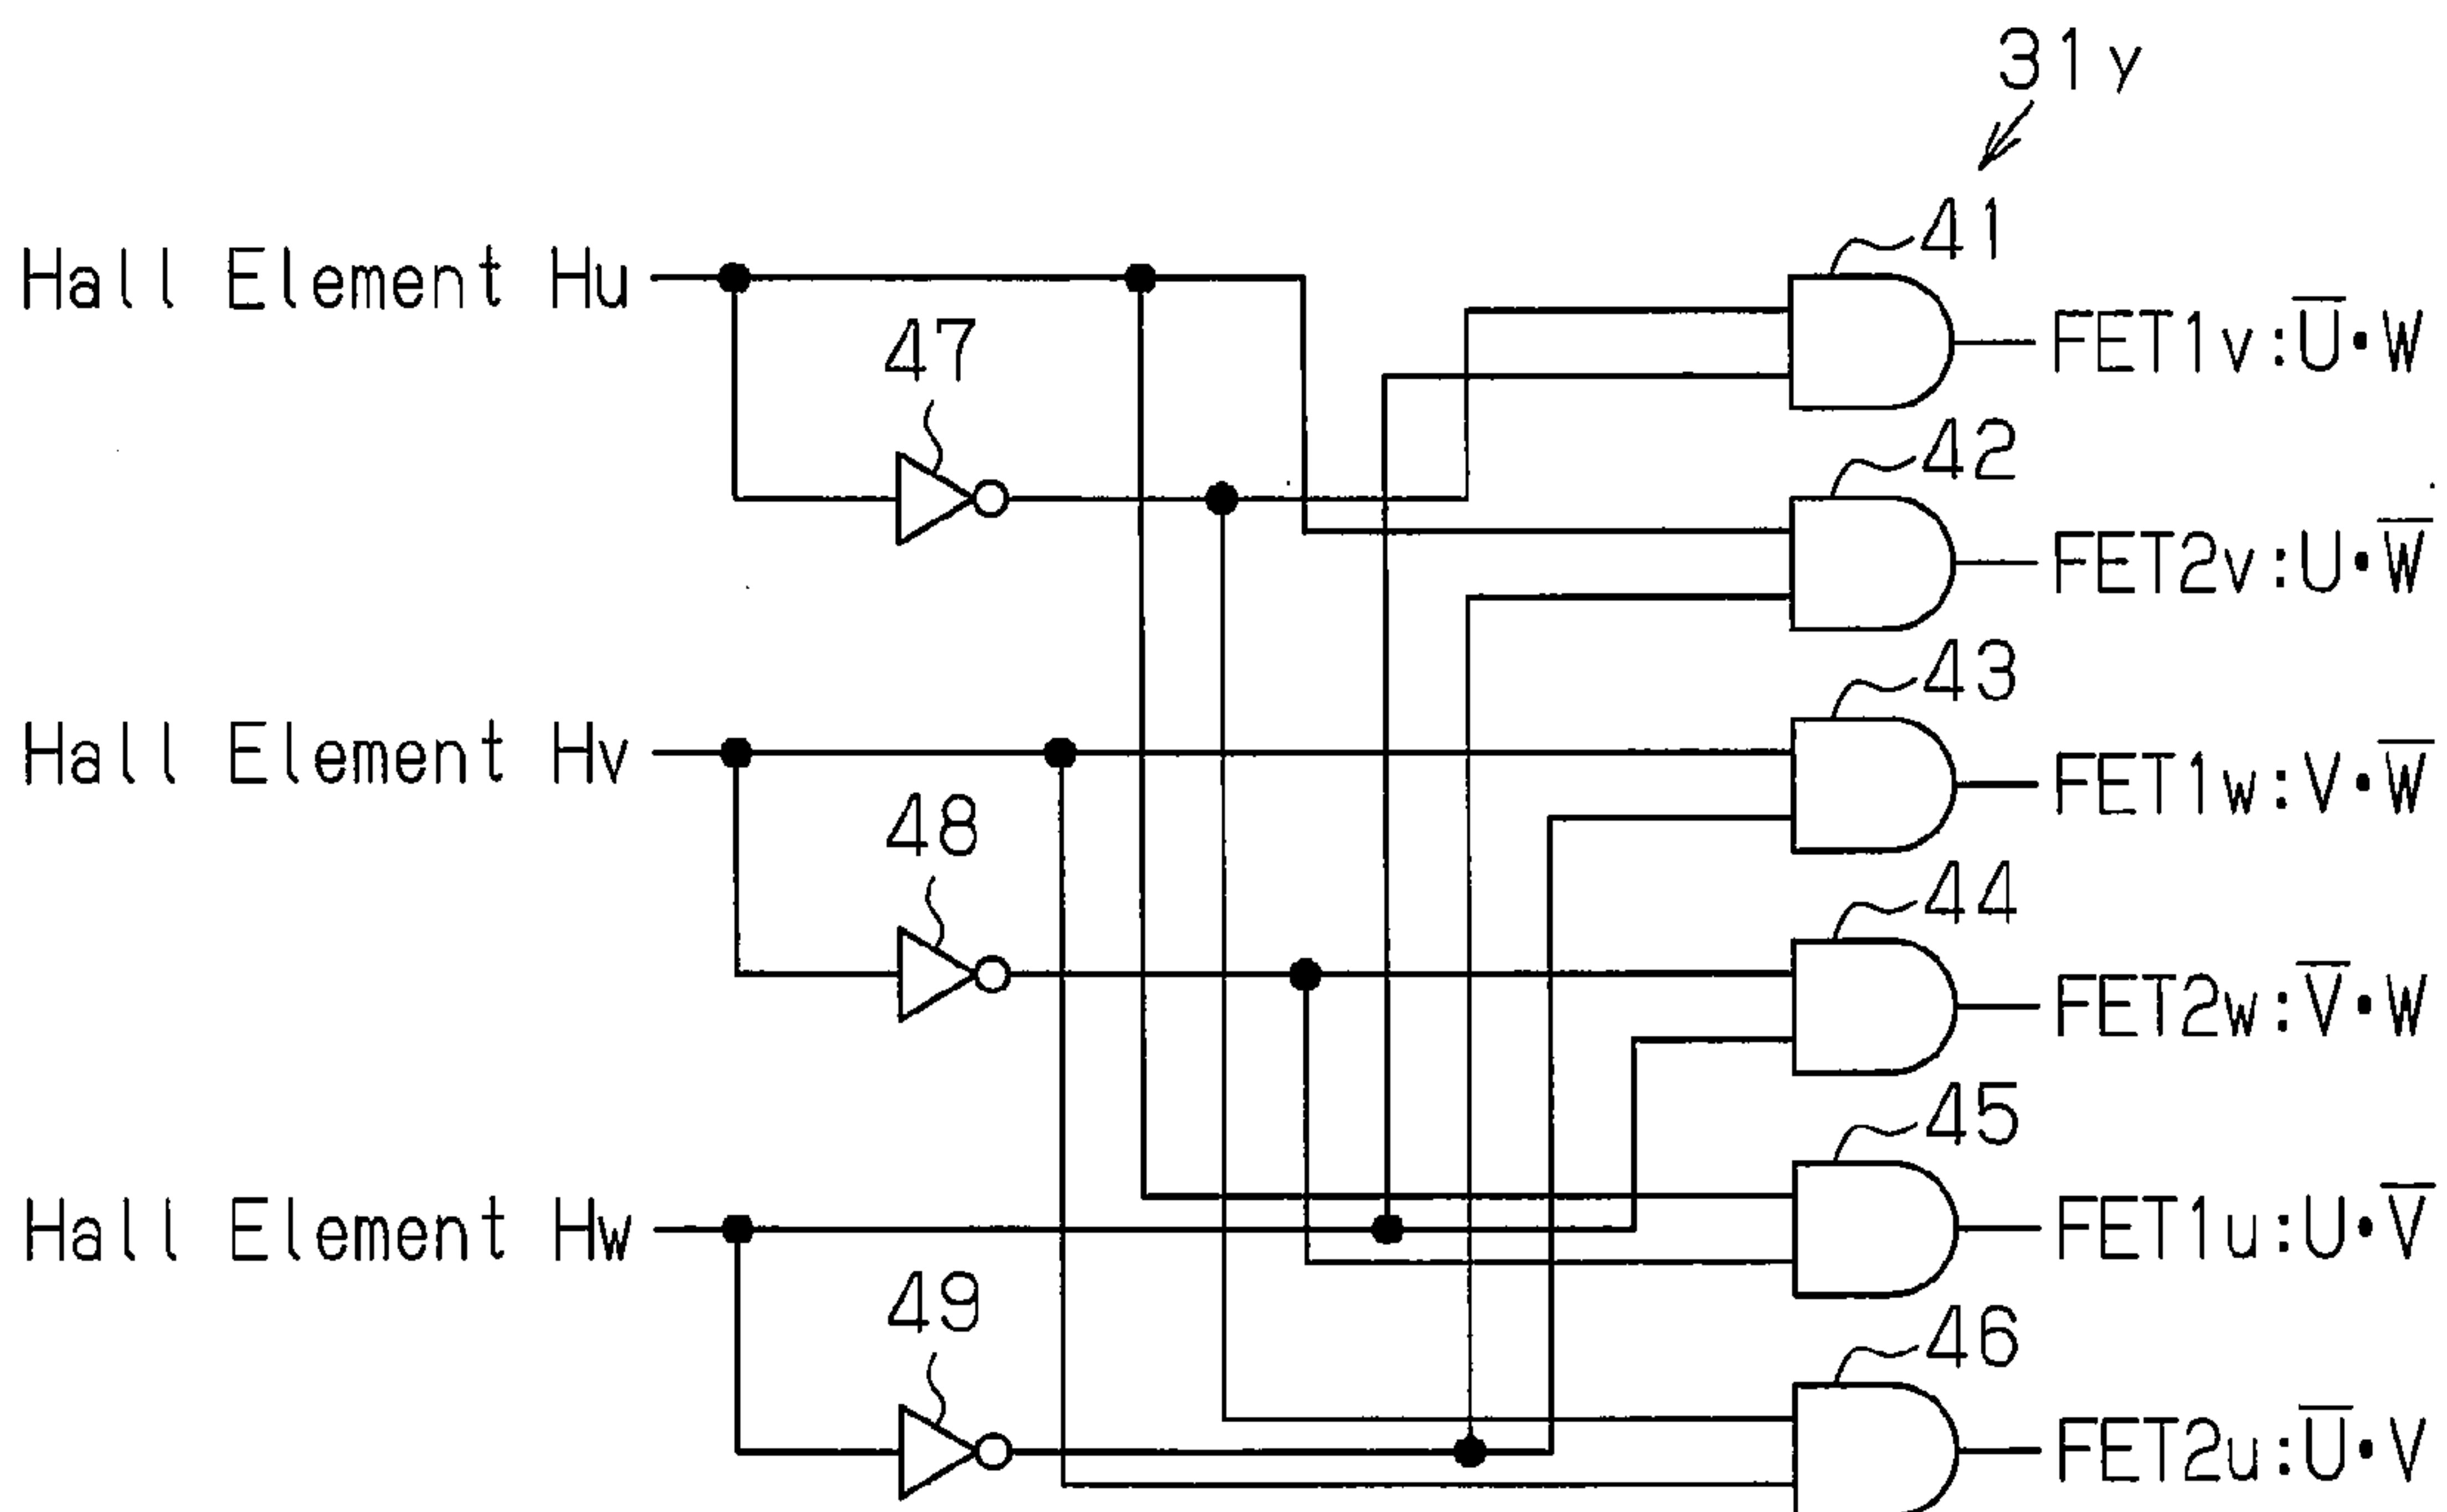 31y
41
Hall Element Hu
47
FET1v:U̅•W
42
FET2v:U•W̅
43
Hall Element Hv
48
FET1w:V•W̅
44
FET2w:V̅•W
45
Hall Element Hw
49
FET1u:U•V̅
46
FET2u:U̅•V